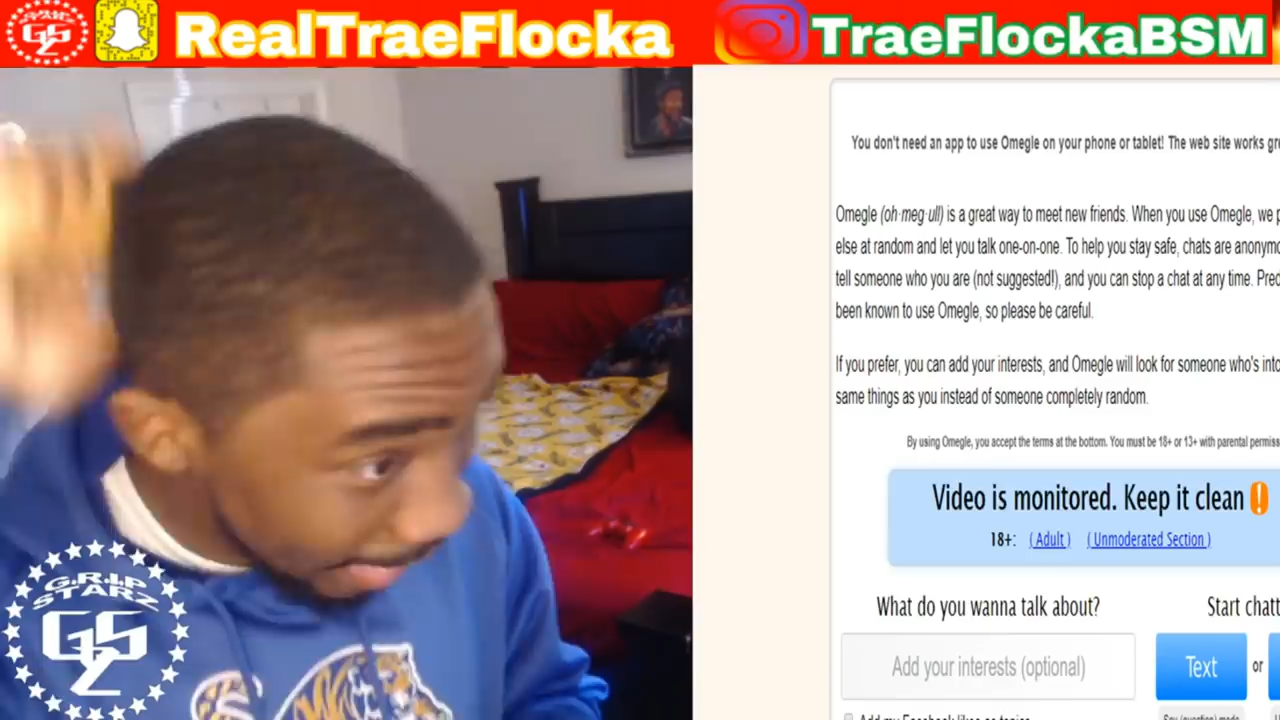 RealTraeFlocka
TraeFlockaBSM
You don't need an app to use Omegle on your phone or tablet! The web site works
Omegle (oh·meg·ull) is a great way to meet new friends. When you use Omegle, we
else at random and let you talk one-on-one. To help you stay safe, chats are
tell someone who you are (not suggested!), and you can stop a chat at any time.
been known to use Omegle, so please be careful.
If you prefer, you can add your interests, and Omegle will look for someone who's into
same things as you instead of someone completely random.
By using Omegle, you accept the terms at the bottom. You must be 18+ or 13+ with parental
Video is monitored. Keep it clean!
18+: (Adult) (Unmoderated Section)
What do you wanna talk about?
Start
Add your interests (optional)
Text or
G.R.I.P
STARZ